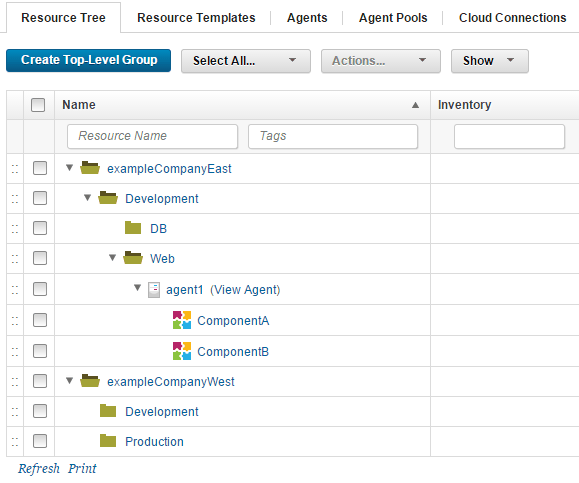 Resource Tree Resource Templates Agents Agent Pools Cloud Connections
Create Top-Level Group Select All... Actions... Show
Name Inventory
Resource Name Tags
exampleCompanyEast
Development
DB
Web
agent1 (View Agent)
ComponentA
ComponentB
exampleCompanyWest
Development
Production
Refresh Print